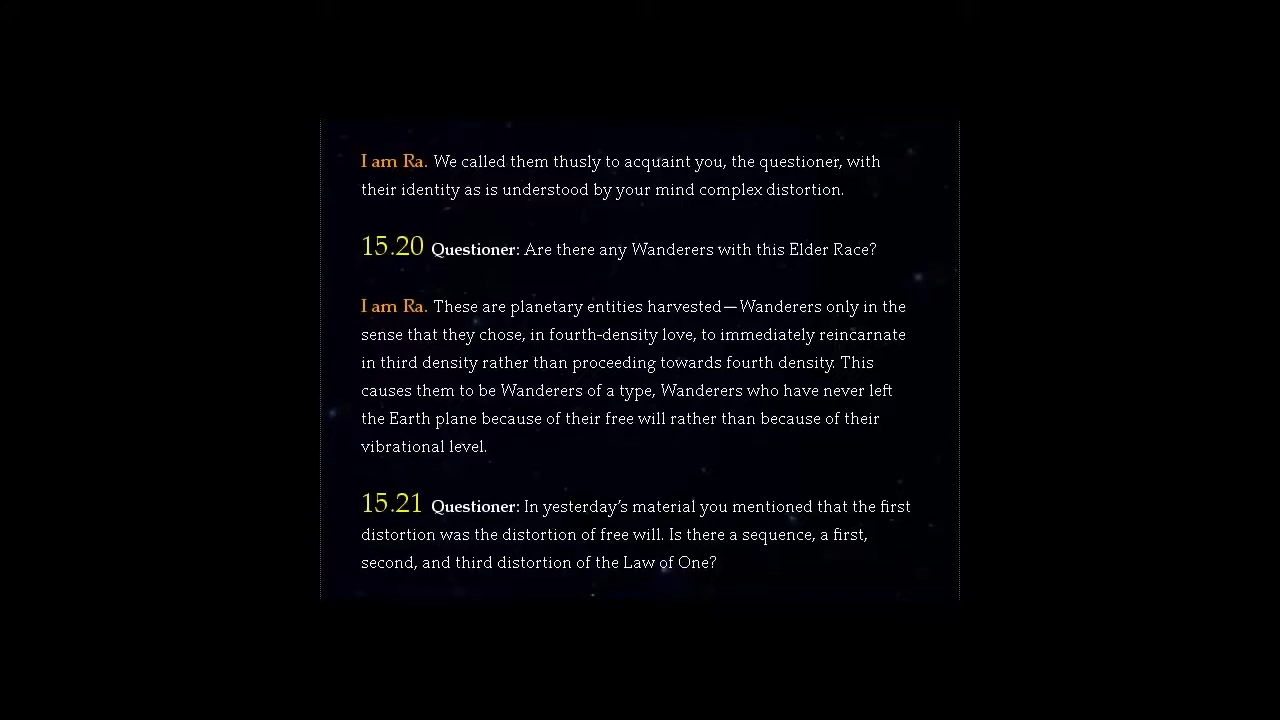 I am Ra. We called them thusly to acquaint you, the questioner, with
their identity as is understood by your mind complex distortion.
15.20 Questioner: Are there any Wanderers with this Elder Race?
I am Ra. These are planetary entities harvested—Wanderers only in the
sense that they chose, in fourth-density love, to immediately reincarnate
in third density rather than proceeding towards fourth density. This
causes them to be Wanderers of a type, Wanderers who have never left
the Earth plane because of their free will rather than because of their
vibrational level.
15.21 Questioner: In yesterday's material you mentioned that the first
distortion was the distortion of free will. Is there a sequence, a first,
second, and third distortion of the Law of One?